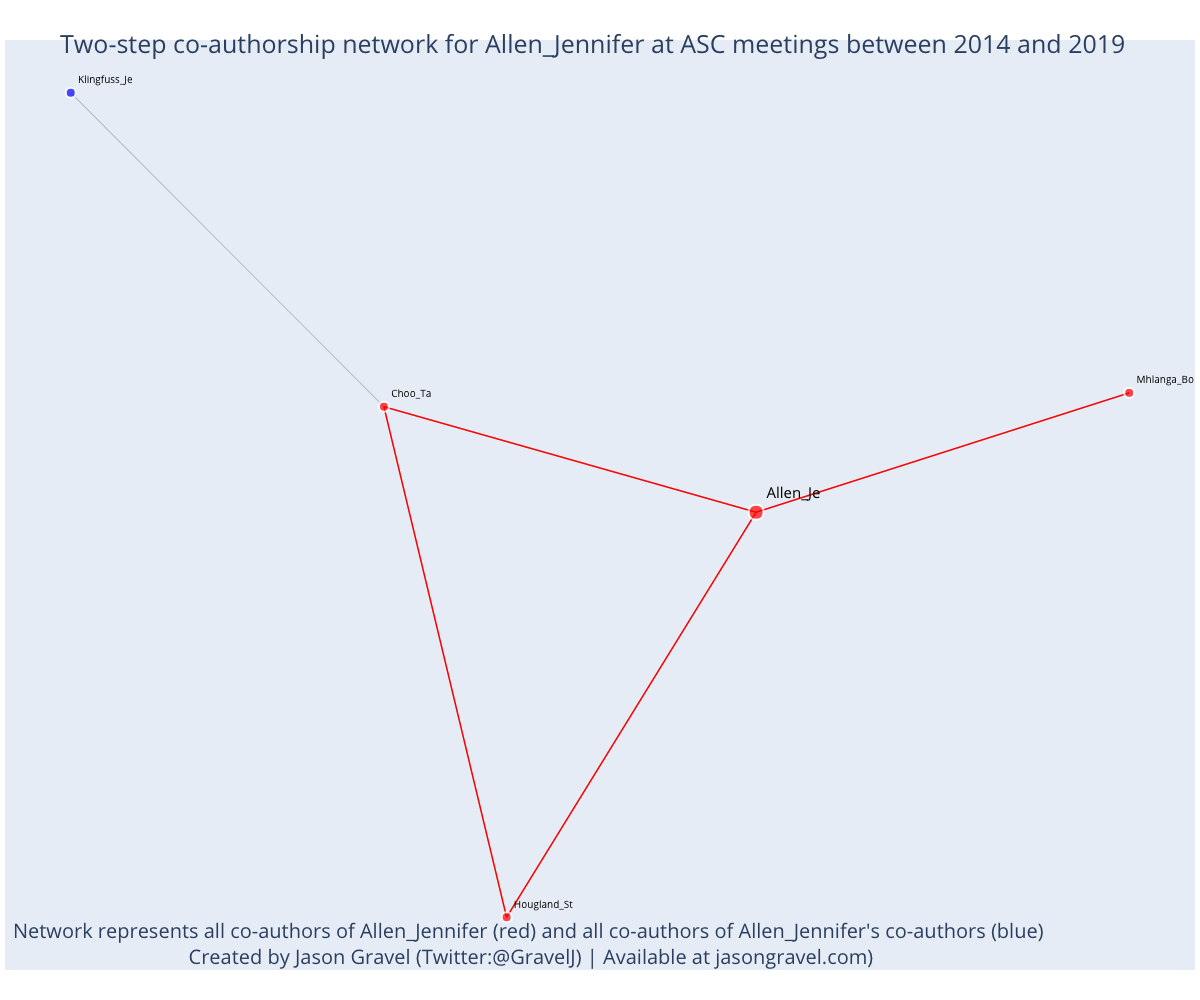 Two-step co-authorship network for Allen_Jennifer at ASC meetings between 2014 and 2019
Klingfuss_Je
Mhlanga_Bo
Choo_Ta
Allen_Je
Hougland_St
Network represents all co-authors of Allen_Jennifer (red) and all co-authors of Allen_Jennifer's co-authors (blue)
Created by Jason Gravel (Twitter:@GravelJ) | Available at jasongravel.com)